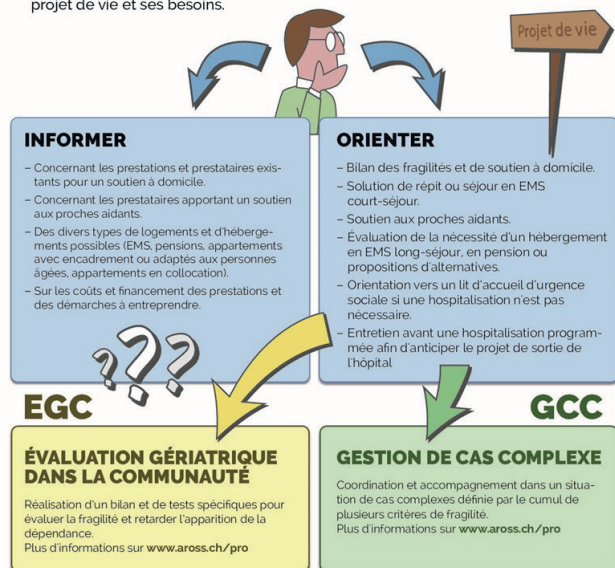 projet de vie et ses besoins.
Projet de vie
INFORMER
– Concernant les prestations et prestataires exis-
tants pour un soutien à domicile.
– Concernant les prestataires apportant un soutien
aux proches aidants.
– Des divers types de logements et d'héberge-
ments possibles (EMS, pensions, appartements
avec encadrement ou adaptés aux personnes
âgées, appartements en collocation).
– Sur les coûts et financement des prestations et
des démarches à entreprendre.
???
ORIENTER
– Bilan des fragilités et de soutien à domicile.
– Solution de répit ou séjour en EMS
court-séjour.
– Soutien aux proches aidants.
– Évaluation de la nécessité d'un hébergement
en EMS long-séjour, en pension ou
propositions d'alternatives.
– Orientation vers un lit d'accueil d'urgence
sociale si une hospitalisation n'est pas
nécessaire.
– Entretien avant une hospitalisation program-
mée afin d'anticiper le projet de sortie de
l'hôpital
EGC
ÉVALUATION GÉRIATRIQUE
DANS LA COMMUNAUTÉ
Réalisation d'un bilan et de tests spécifiques pour
évaluer la fragilité et retarder l'apparition de la
dépendance.
Plus d'informations sur www.aross.ch/pro
GCC
GESTION DE CAS COMPLEXE
Coordination et accompagnement dans un situa-
tion de cas complexes définie par le cumul de
plusieurs critères de fragilité.
Plus d'informations sur www.aross.ch/pro